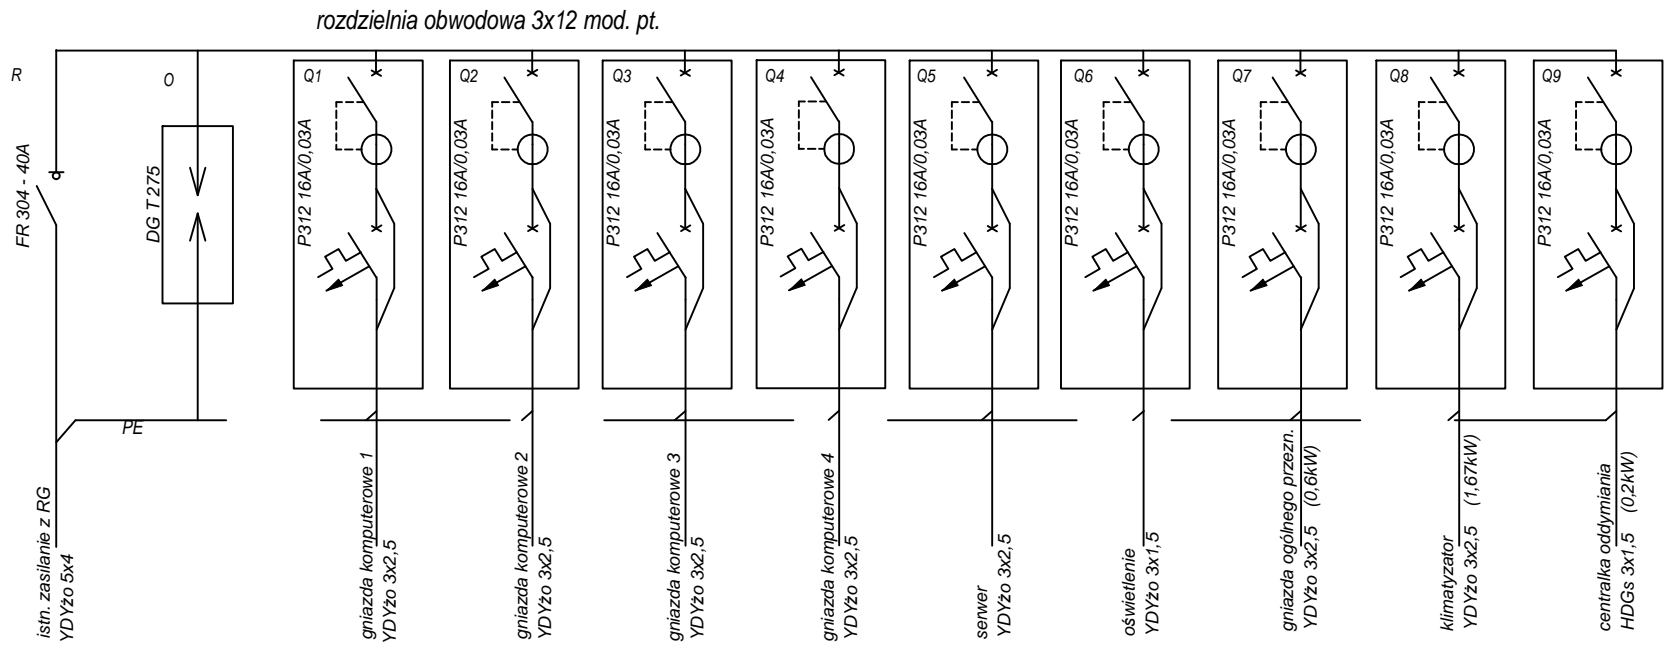 rozdzielnia obwodowa 3x12 mod. pt.
R
FR 304 - 40A
istn. zasilanie z RG
YDYżo 5x4
O
DG T 275
PE
Q1
P312 16A/0,03A
gniazda komputerowe 1
YDYżo 3x2,5
Q2
P312 16A/0,03A
gniazda komputerowe 2
YDYżo 3x2,5
Q3
P312 16A/0,03A
gniazda komputerowe 3
YDYżo 3x2,5
Q4
P312 16A/0,03A
gniazda komputerowe 4
YDYżo 3x2,5
Q5
P312 16A/0,03A
serwer
YDYżo 3x2,5
Q6
P312 16A/0,03A
oświetlenie
YDYżo 3x1,5
Q7
P312 16A/0,03A
gniazda ogólnego przezn.
YDYżo 3x2,5 (0,6kW)
Q8
P312 16A/0,03A
klimatyzator
YDYżo 3x2,5 (1,67kW)
Q9
P312 16A/0,03A
centralka oddymiania
HDGs 3x1,5 (0,2kW)